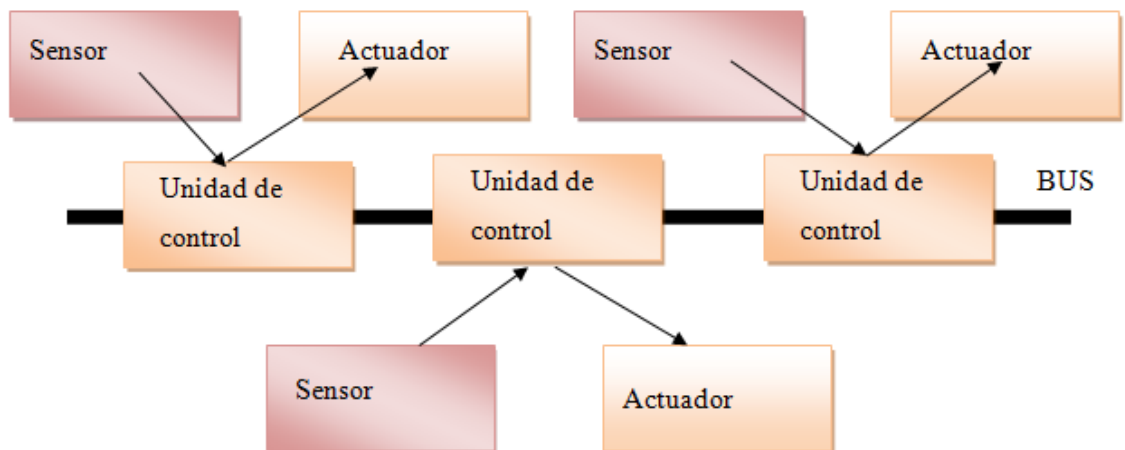 Sensor
Actuador
Sensor
Actuador
Unidad de
control
Unidad de
control
Unidad de
control
BUS
Sensor
Actuador